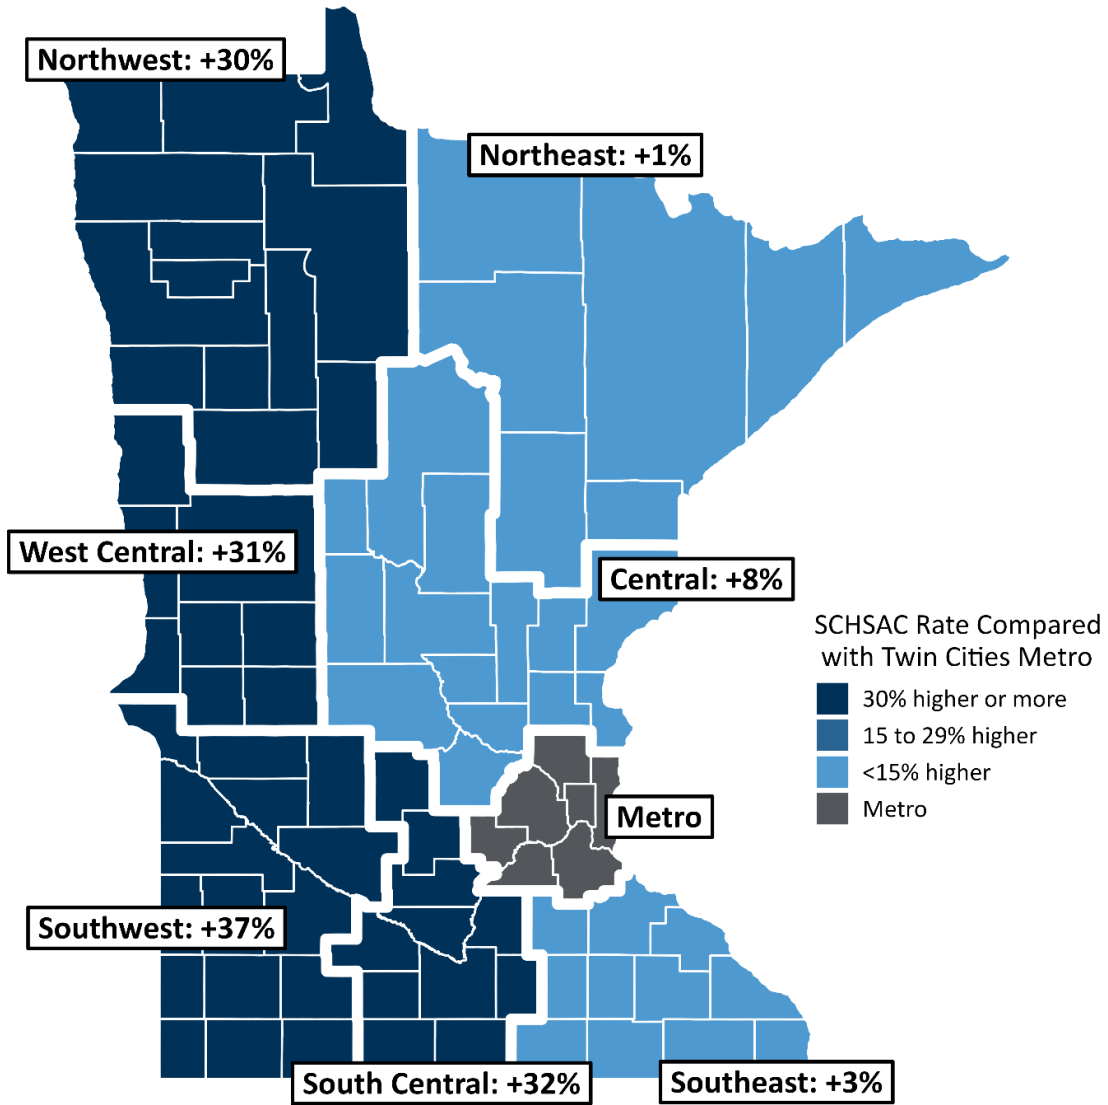 Northwest: +30%
Northeast: +1%
West Central: +31%
Central: +8%
SCHSAC Rate Compared
with Twin Cities Metro
30% higher or more
15 to 29% higher
<15% higher
Metro
Metro
Southwest: +37%
South Central: +32%
Southeast: +3%